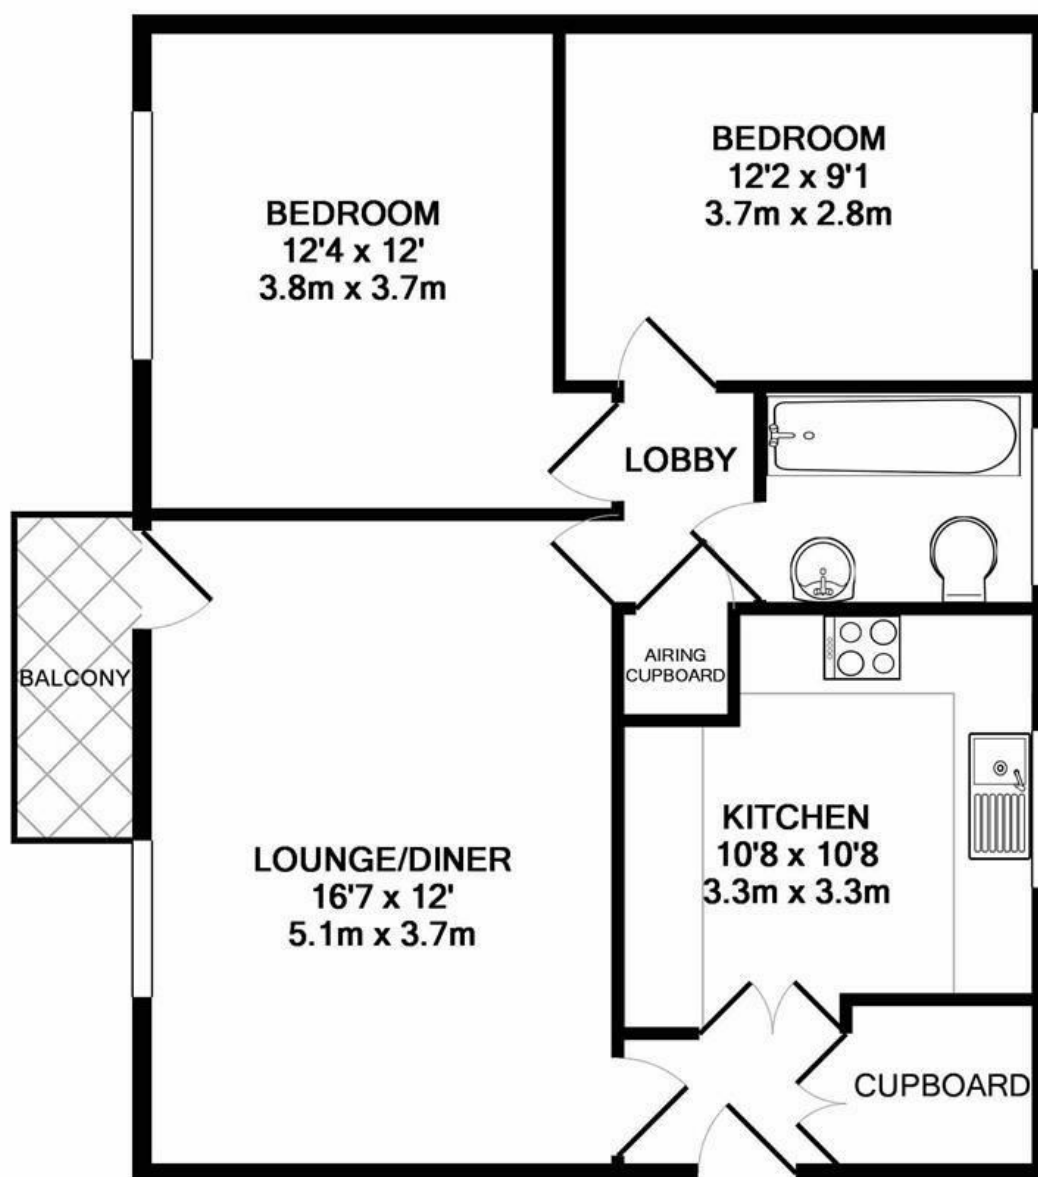 BEDROOM
12'4 x 12'
3.8m x 3.7m
BEDROOM
12'2 x 9'1
3.7m x 2.8m
LOBBY
AIRING
CUPBOARD
BALCONY
LOUNGE/DINER
16'7 x 12'
5.1m x 3.7m
KITCHEN
10'8 x 10'8
3.3m x 3.3m
CUPBOARD